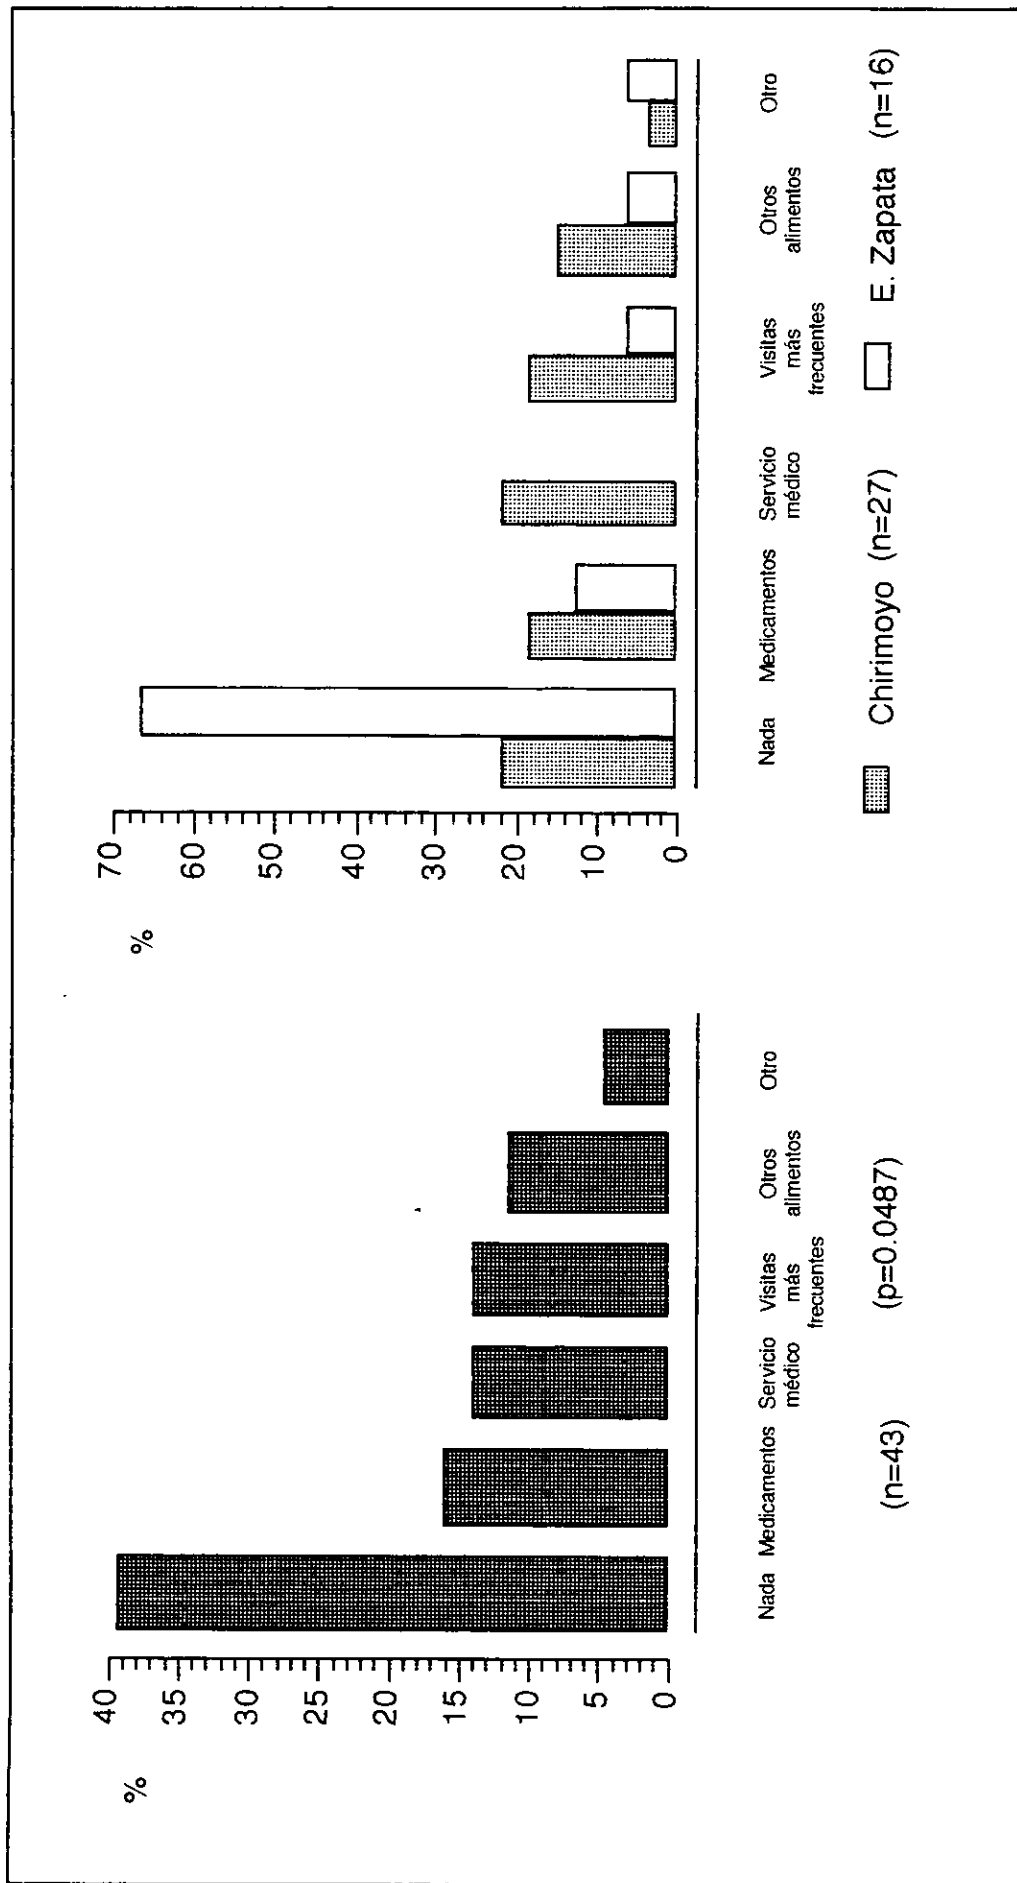 %
40
35
30
25
20
15
10
5
0
Nada
Medicamentos
Servicio
médico
Visitas
más
frecuentes
Otros
alimentos
Otro
(n=43)
(p=0.0487)
%
70
60
50
40
30
20
10
0
Nada
Medicamentos
Servicio
médico
Visitas
más
frecuentes
Otros
alimentos
Otro
Chirimoyo (n=27)
E. Zapata (n=16)